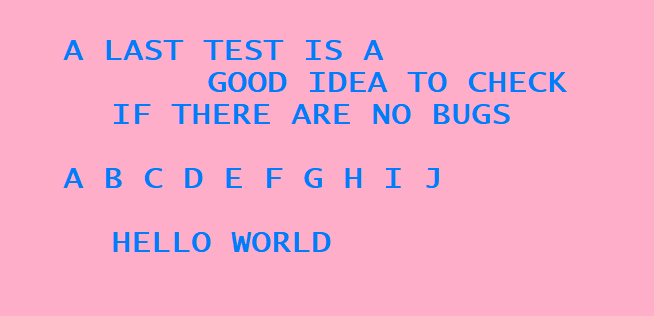 A LAST TEST IS A
GOOD IDEA TO CHECK
IF THERE ARE NO BUGS
A B C D E F G H I J
HELLO WORLD